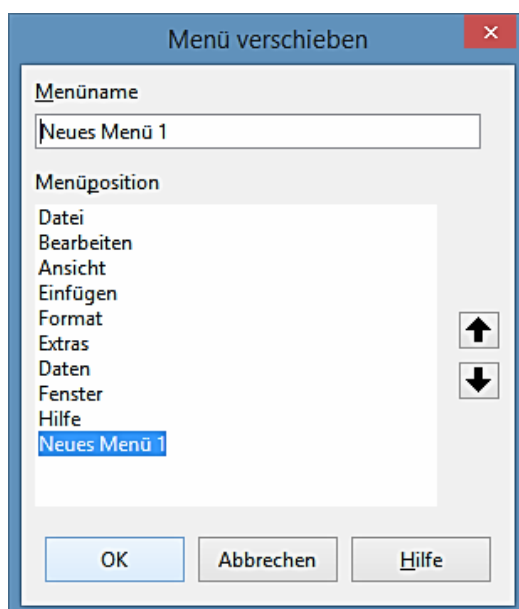 Menü verschieben
Menüname
Neues Menü 1
Menüposition
Datei
Bearbeiten
Ansicht
Einfügen
Format
Extras
Daten
Fenster
Hilfe
Neues Menü 1
OK Abbrechen Hilfe